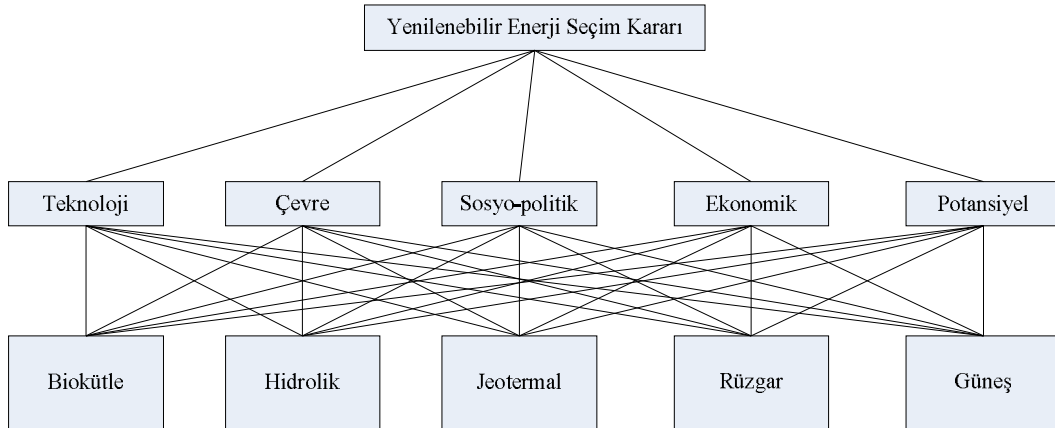 Yenilenebilir Enerji Seçim Kararı
Teknoloji
Çevre
Sosyo-politik
Ekonomik
Potansiyel
Biokütle
Hidrolik
Jeotermal
Rüzgar
Güneş